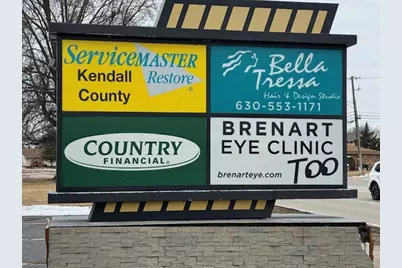 ServiceMASTER
Restore®
Kendall
County
Bella
Tressa
Hair & Design Studio
630-553-1171
COUNTRY
FINANCIAL®
BRENART
EYE CLINIC
TOO
brenarteye.com